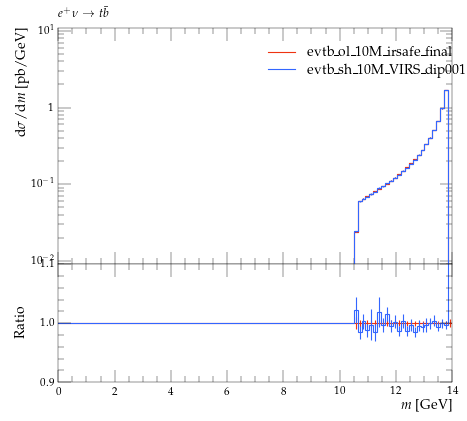 e⁺ν → tb̄
10¹
evtb_ol_10M_irsafe_final
evtb_sh_10M_VIRS_dip001
dσ/dm [pb/GeV]
1
10⁻¹
10⁻²
1.1
Ratio
1.0
0.9
0 2 4 6 8 10 12 14
m [GeV]